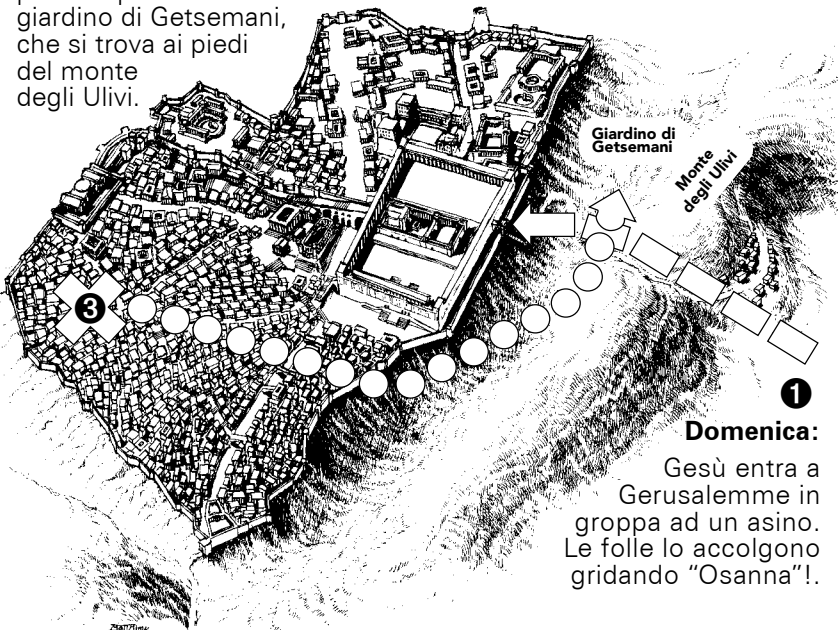 giardino di Getsemani,
che si trova ai piedi
del monte
degli Ulivi.
Giardino di
Getsemani
Monte
degli Ulivi
3
1
Domenica:
Gesù entra a
Gerusalemme in
groppa ad un asino.
Le folle lo accolgono
gridando “Osanna”!.